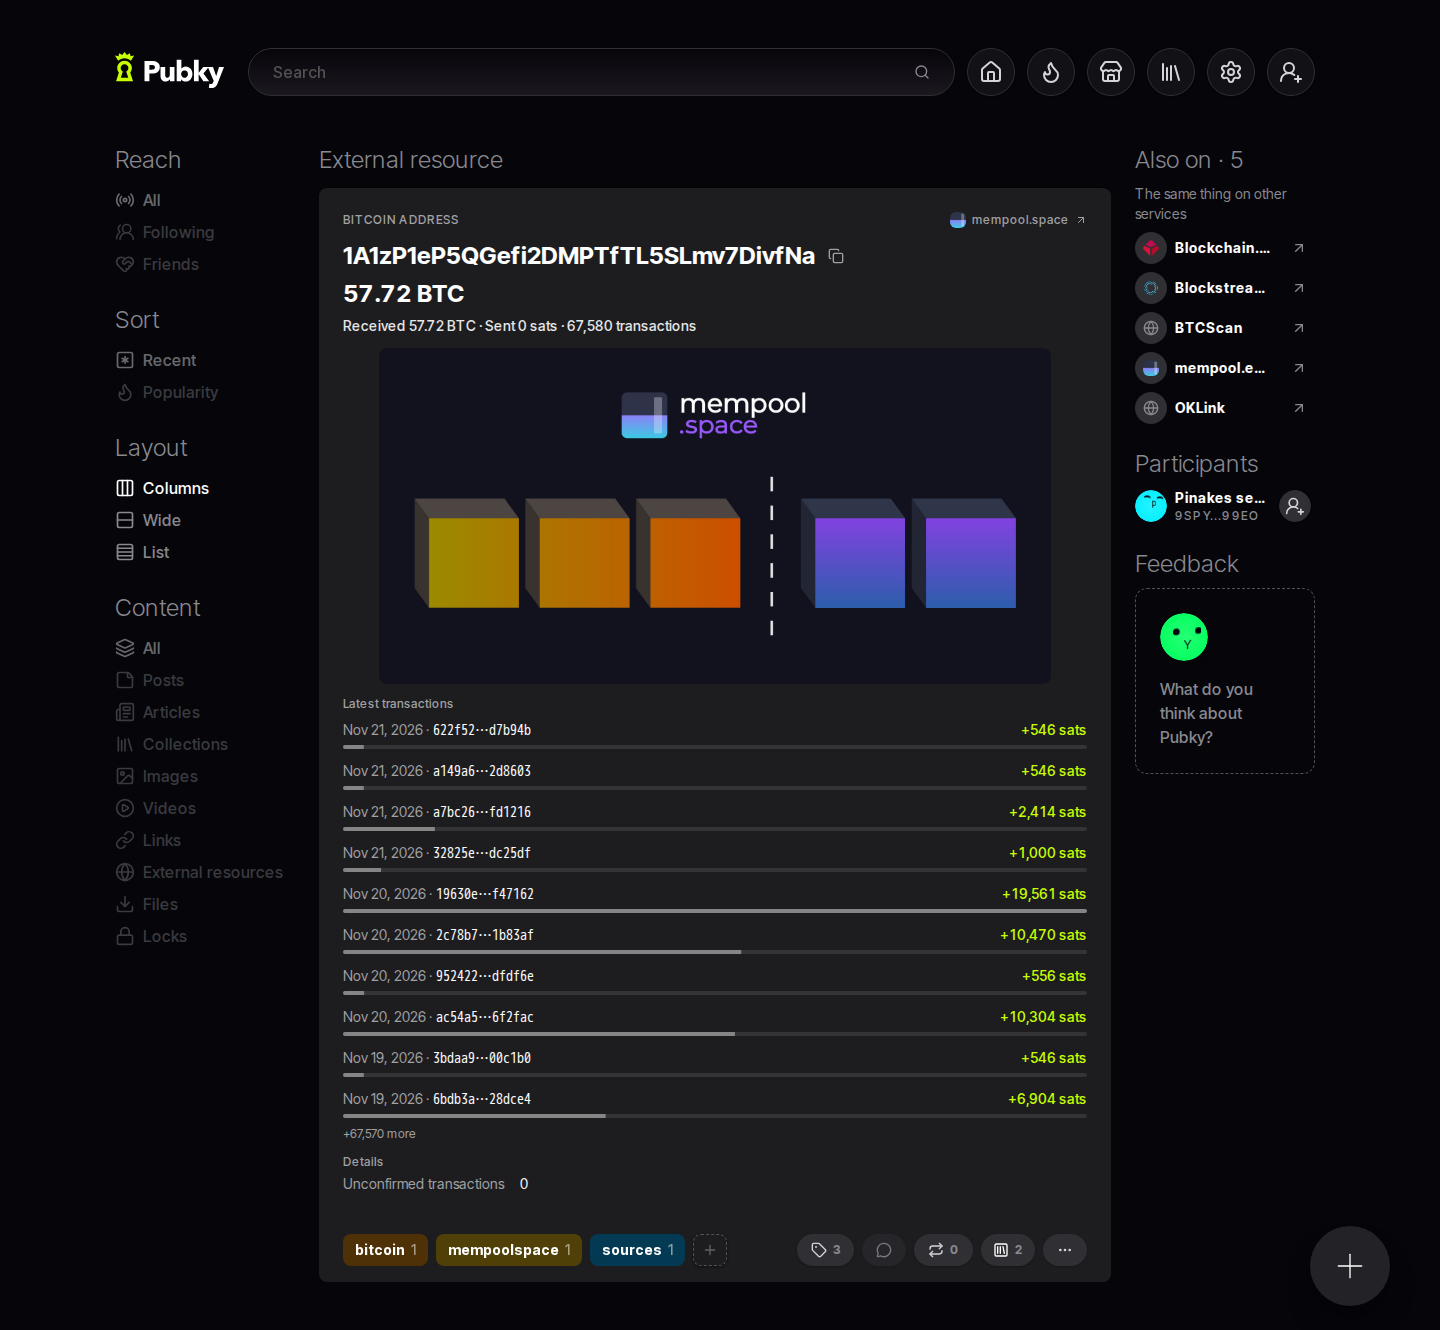 Pubky
Search
Reach
All
Following
Friends
Sort
Recent
Popularity
Layout
Columns
Wide
List
Content
All
Posts
Articles
Collections
Images
Videos
Links
External resources
Files
Locks
External resource
BITCOIN ADDRESS
mempool.space
1A1zP1eP5QGefi2DMPTfTL5SLmv7DivfNa
57.72 BTC
Received 57.72 BTC · Sent 0 sats · 67,580 transactions
mempool
.space
Latest transactions
Nov 21, 2026 · 622f52···d7b94b +546 sats
Nov 21, 2026 · a149a6···2d8603 +546 sats
Nov 21, 2026 · a7bc26···fd1216 +2,414 sats
Nov 21, 2026 · 32825e···dc25df +1,000 sats
Nov 20, 2026 · 19630e···f47162 +19,561 sats
Nov 20, 2026 · 2c78b7···1b83af +10,470 sats
Nov 20, 2026 · 952422···dfdf6e +556 sats
Nov 20, 2026 · ac54a5···6f2fac +10,304 sats
Nov 19, 2026 · 3bdaa9···00c1b0 +546 sats
Nov 19, 2026 · 6bdb3a···28dce4 +6,904 sats
+67,570 more
Details
Unconfirmed transactions 0
bitcoin 1
mempoolspace 1
sources 1
3
0
2
Also on · 5
The same thing on other
services
Blockchain....
Blockstrea...
BTCScan
mempool.e...
OKLink
Participants
Pinakes se...
9SPY...99EO
Feedback
What do you
think about
Pubky?